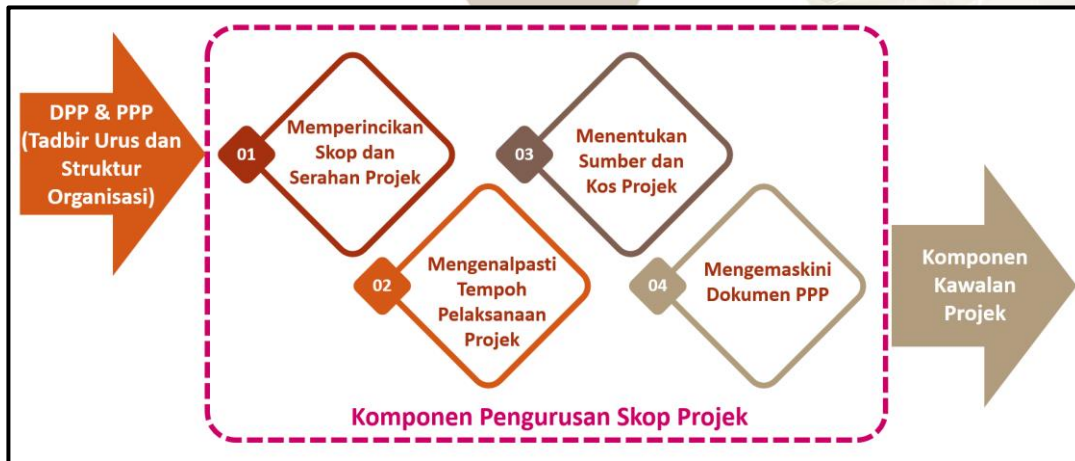 DPP & PPP
(Tadbir Urus dan
Struktur
Organisasi)
01
Memperincikan
Skop dan
Serahan Projek
02
Mengenalpasti
Tempoh
Pelaksanaan
Projek
03
Menentukan
Sumber dan
Kos Projek
04
Mengemaskini
Dokumen PPP
Komponen Pengurusan Skop Projek
Komponen
Kawalan
Projek